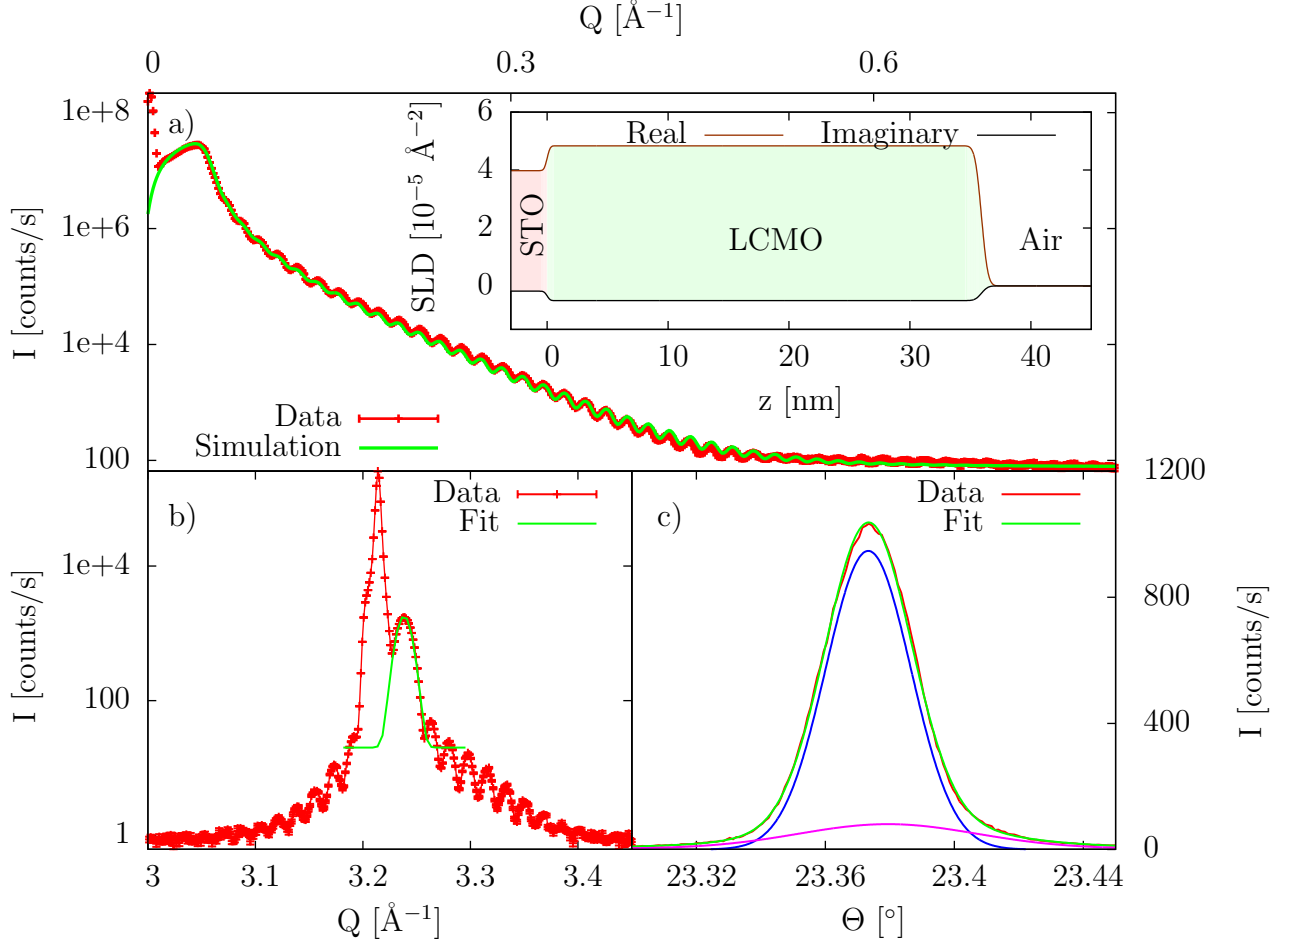 Q [Å−1]
0 0.3 0.6
1e+8
1e+6
1e+4
100
I [counts/s]
a)
Data
Simulation
SLD [10−5 Å−2]
6
4
2
0
Real
Imaginary
STO
LCMO
Air
0 10 20 30 40
z [nm]
b)
Data
Fit
1e+4
100
1
I [counts/s]
3 3.1 3.2 3.3 3.4
Q [Å−1]
c)
Data
Fit
1200
800
400
0
I [counts/s]
23.32 23.36 23.4 23.44
Θ [°]